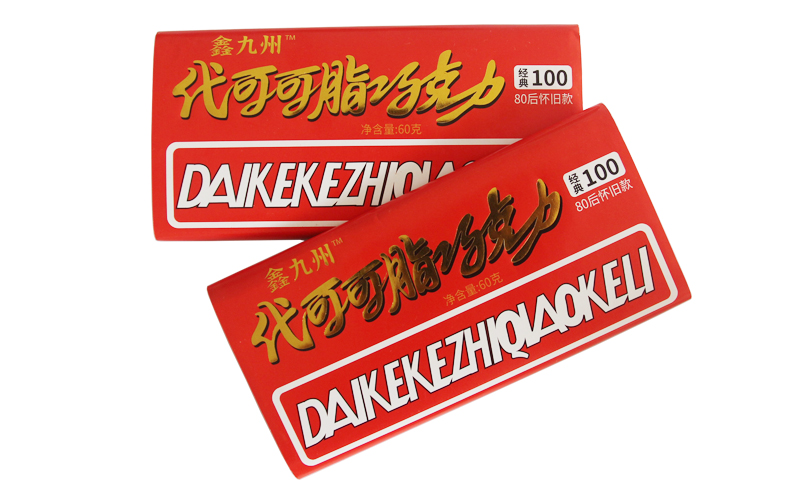 鑫九州™
代可可脂巧克力
经典100
80后怀旧款
净含量:60克
DAIKEKEZHIQIAO
鑫九州™
代可可脂巧克力
经典100
80后怀旧款
净含量:60克
DAIKEKEZHIQIAOKELI